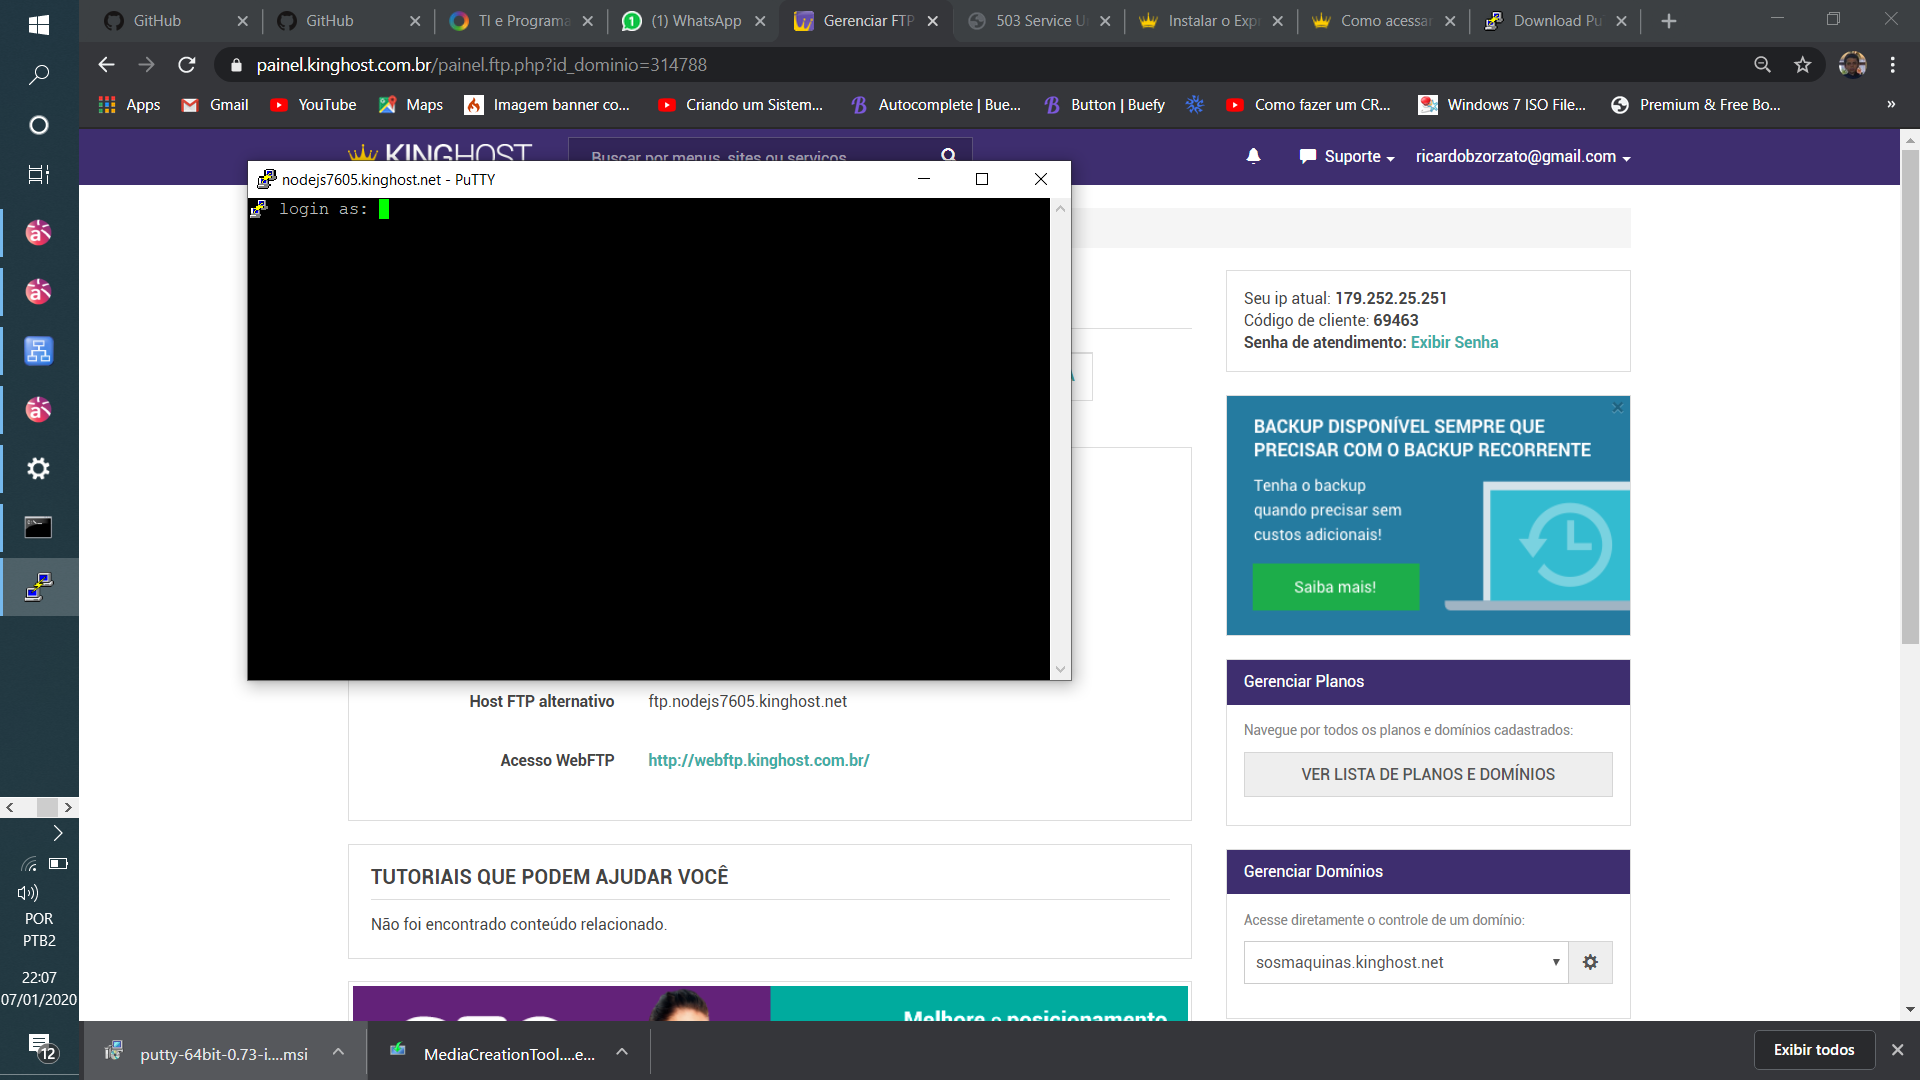 GitHub
GitHub
TI e Programa
(1) WhatsApp
Gerenciar FTP
503 Service U
Instalar o Exp
Como acessar
Download Pu
painel.kinghost.com.br/painel.ftp.php?id_dominio=314788
Apps
Gmail
YouTube
Maps
Imagem banner co...
Criando um Sistem...
Autocomplete | Bue...
Button | Buefy
Como fazer um CR...
Windows 7 ISO File...
Premium & Free Bo...
»
KINGHOST
Buscar por menus, sites ou serviços
Suporte
ricardobzorzato@gmail.com
nodejs7605.kinghost.net - PuTTY
login as:
Seu ip atual: 179.252.25.251
Código de cliente: 69463
Senha de atendimento: Exibir Senha
BACKUP DISPONÍVEL SEMPRE QUE
PRECISAR COM O BACKUP RECORRENTE
Tenha o backup
quando precisar sem
custos adicionais!
Saiba mais!
Host FTP alternativo
ftp.nodejs7605.kinghost.net
Acesso WebFTP
http://webftp.kinghost.com.br/
Gerenciar Planos
Navegue por todos os planos e domínios cadastrados:
VER LISTA DE PLANOS E DOMÍNIOS
TUTORIAIS QUE PODEM AJUDAR VOCÊ
Não foi encontrado conteúdo relacionado.
Gerenciar Domínios
Acesse diretamente o controle de um domínio:
sosmaquinas.kinghost.net
Melhore o posicionamento
POR
PTB2
22:07
07/01/2020
12
putty-64bit-0.73-i....msi
MediaCreationTool....e...
Exibir todos